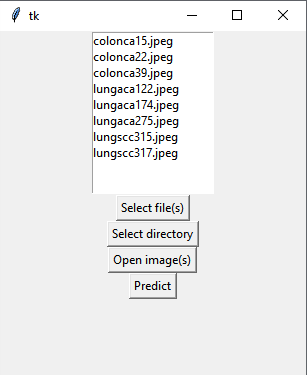 tk
colonca15.jpeg
colonca22.jpeg
colonca39.jpeg
lungaca122.jpeg
lungaca174.jpeg
lungaca275.jpeg
lungscc315.jpeg
lungscc317.jpeg
Select file(s)
Select directory
Open image(s)
Predict